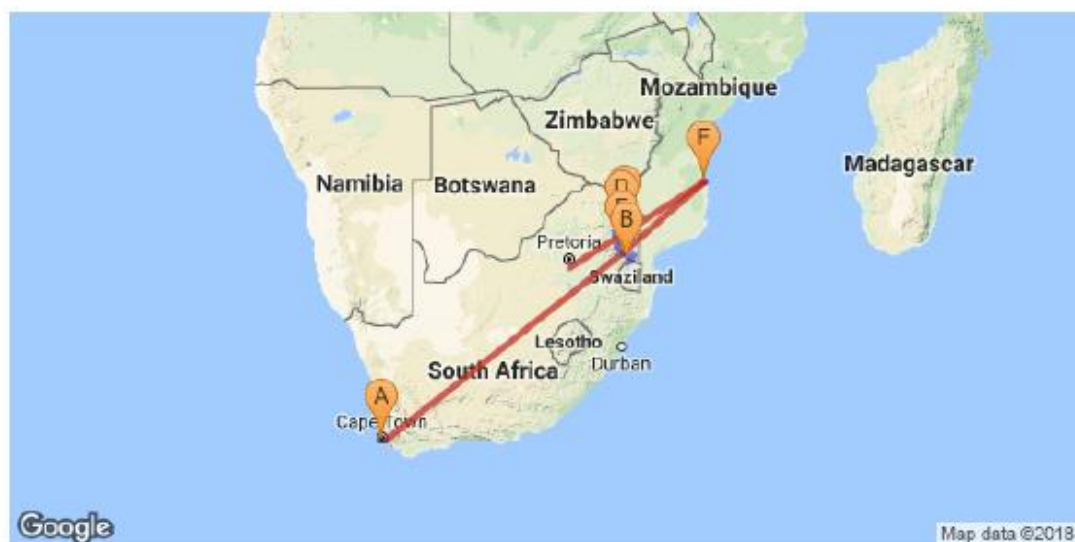 Mozambique
Zimbabwe
F
Madagascar
Namibia
Botswana
D
E
B
Pretoria
Swaziland
Lesotho
Durban
South Africa
A
Cape Town
Google
Map data ©2018